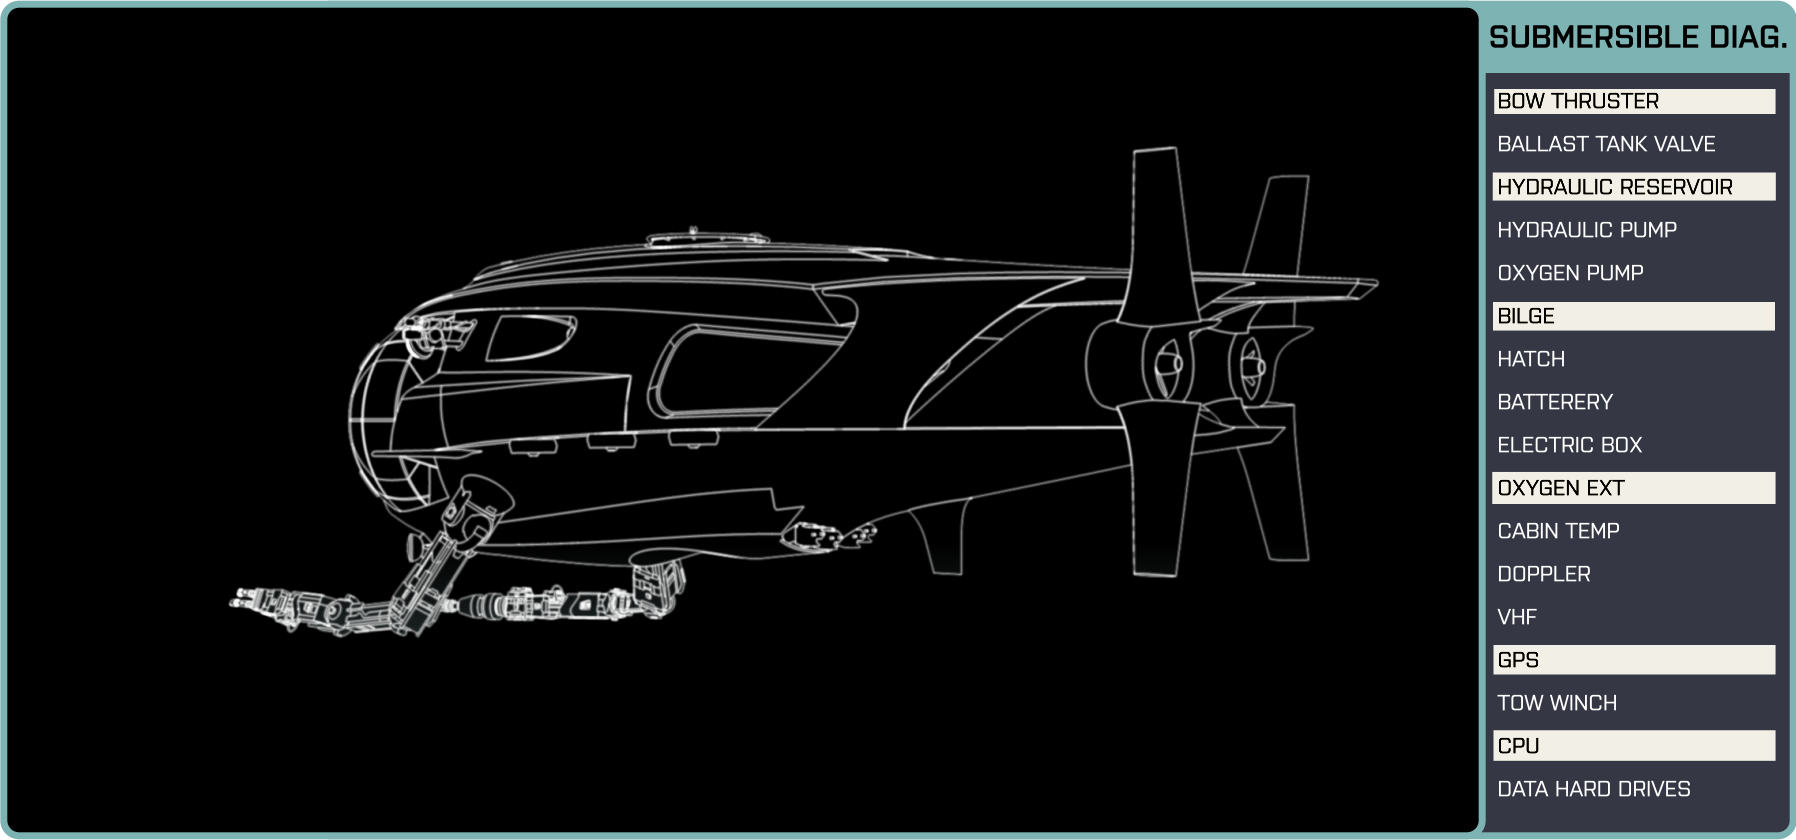 SUBMERSIBLE DIAG.
BOW THRUSTER
BALLAST TANK VALVE
HYDRAULIC RESERVOIR
HYDRAULIC PUMP
OXYGEN PUMP
BILGE
HATCH
BATTERERY
ELECTRIC BOX
OXYGEN EXT
CABIN TEMP
DOPPLER
VHF
GPS
TOW WINCH
CPU
DATA HARD DRIVES